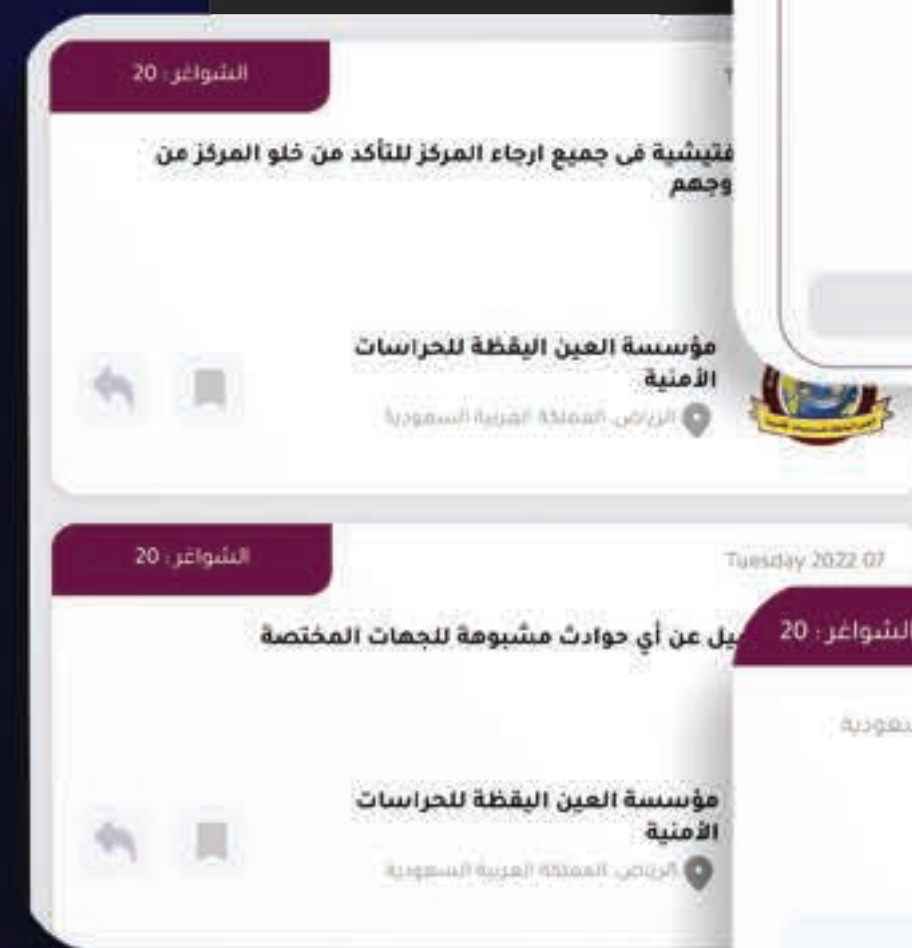 الشواغر: 20
فتيشية فى جميع ارجاء المركز للتأكد من خلو المركز من
وجهم
مؤسسة العين اليقظة للحراسات
الأمنية
الرياض, المملكة العربية السعودية
الشواغر: 20
Tuesday 2022 07
يل عن أي حوادث مشبوهة للجهات المختصة
الشواغر: 20
سعودية
مؤسسة العين اليقظة للحراسات
الأمنية
الرياض, المملكة العربية السعودية